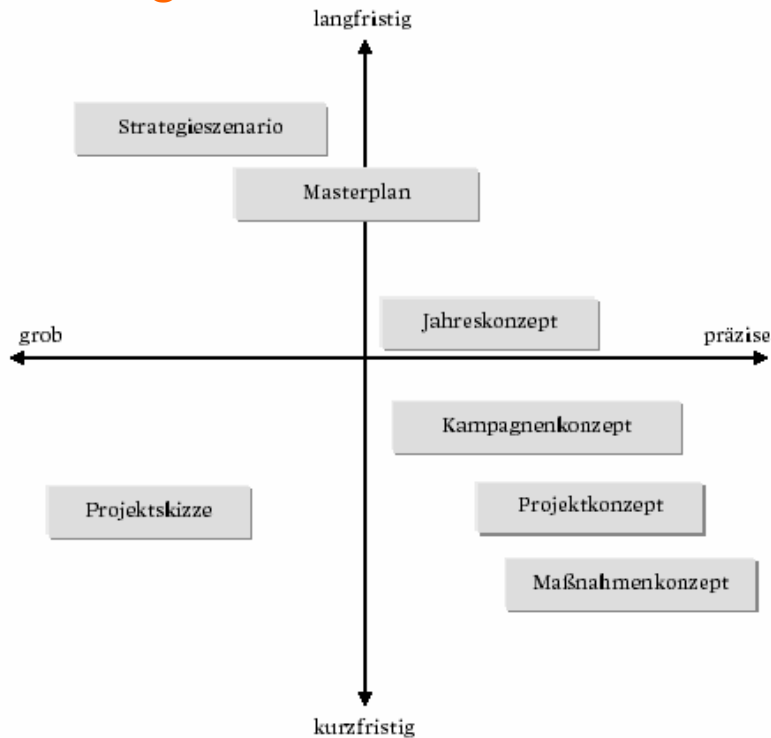 langfristig
Strategieszenario
Masterplan
Jahreskonzept
grob
präzise
Kampagnenkonzept
Projektskizze
Projektkonzept
Maßnahmenkonzept
kurzfristig